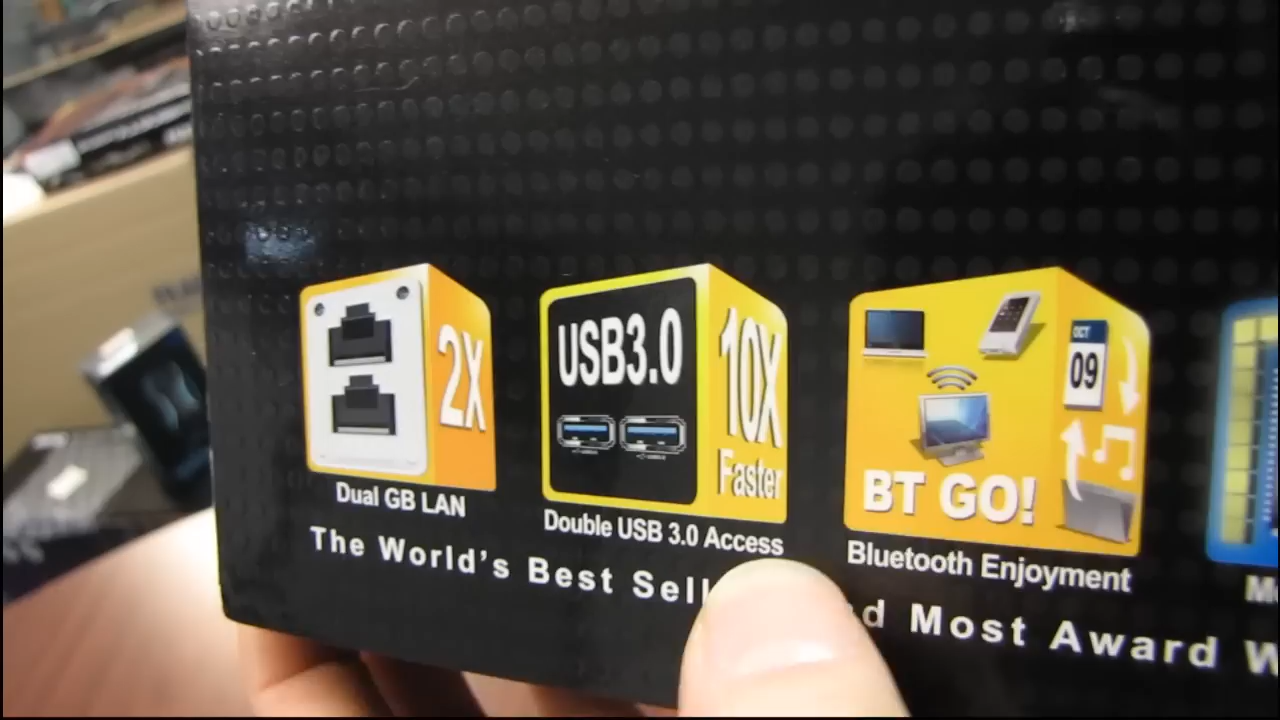 2X
Dual GB LAN
USB3.0
10X
Faster
Double USB 3.0 Access
OCT
09
BT GO!
Bluetooth Enjoyment
The World's Best Most Award